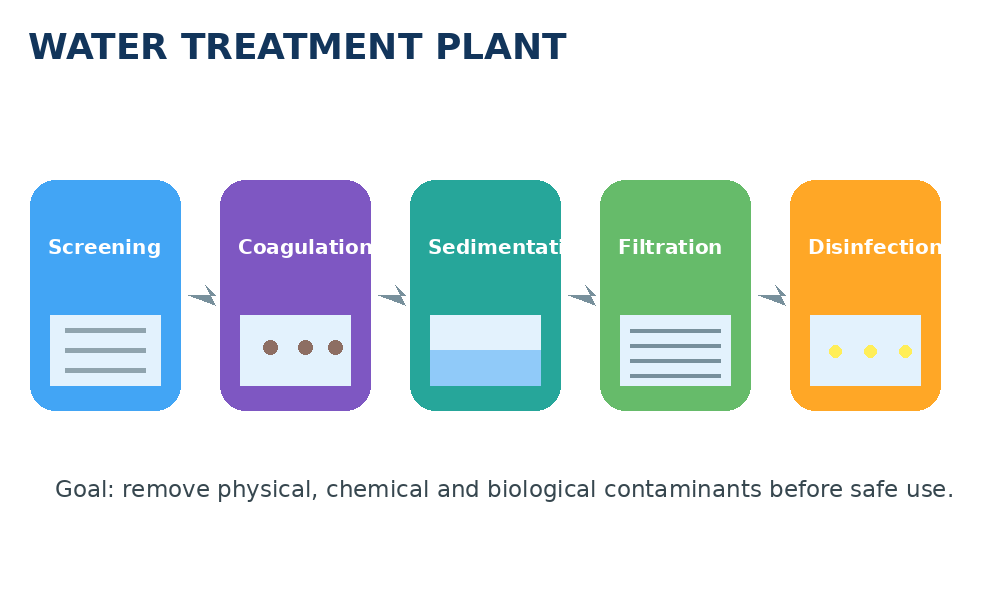 WATER TREATMENT PLANT
Screening
Coagulation
Sedimentati
Filtration
Disinfection
Goal: remove physical, chemical and biological contaminants before safe use.